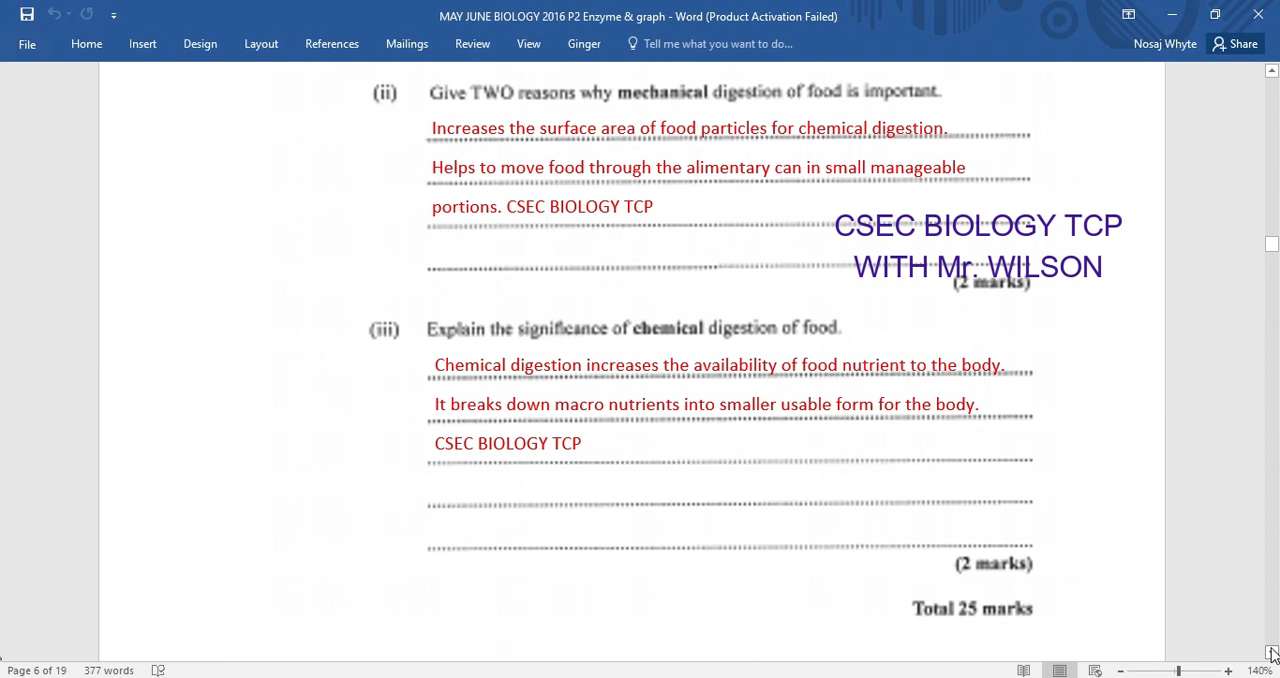 MAY JUNE BIOLOGY 2016 P2 Enzyme & graph - Word (Product Activation Failed)
File Home Insert Design Layout References Mailings Review View Ginger Tell me what you want to do... Nosaj Whyte Share
(ii) Give TWO reasons why mechanical digestion of food is important.
Increases the surface area of food particles for chemical digestion.
Helps to move food through the alimentary can in small manageable
portions. CSEC BIOLOGY TCP
CSEC BIOLOGY TCP
WITH Mr. WILSON
(2 marks)
(iii) Explain the significance of chemical digestion of food.
Chemical digestion increases the availability of food nutrient to the body.
It breaks down macro nutrients into smaller usable form for the body.
CSEC BIOLOGY TCP
(2 marks)
Total 25 marks
Page 6 of 19 377 words 140%